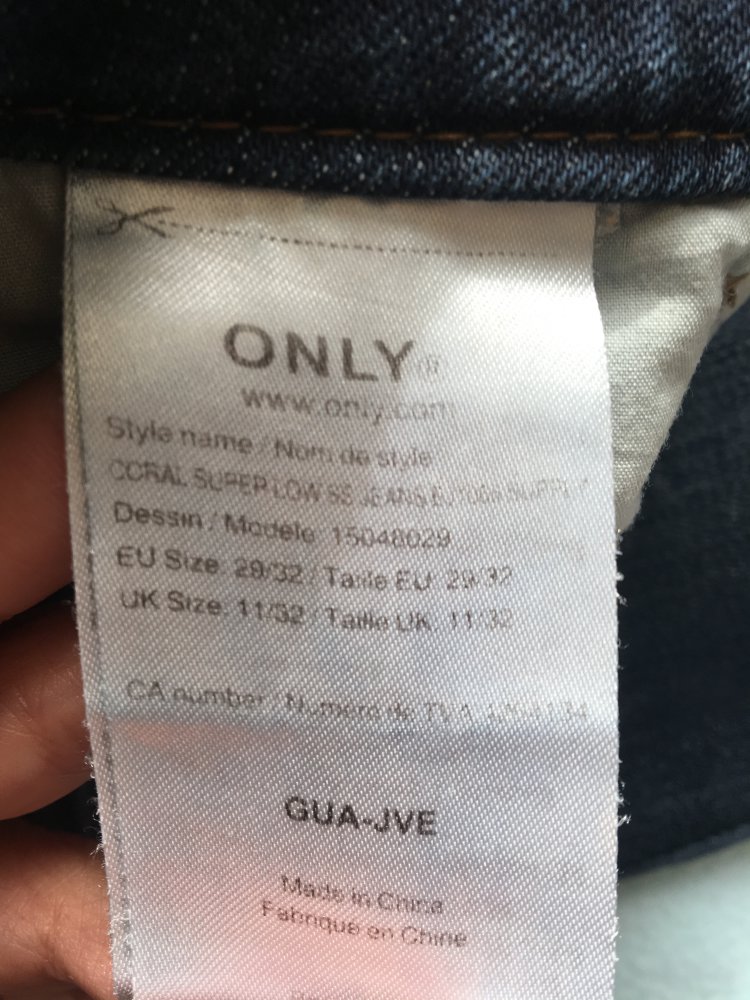 ONLY®
www.only.com
Style name / Nom de style
CORAL SUPER LOW SS JEANS SUPPLY
Dessin / Modèle: 15048029
EU Size: 29/32 / Taille EU: 29/32
UK Size: 11/32 / Taille UK: 11/32
CA number / Numero de TVA
GUA-JVE
Made in China
Fabrique en Chine